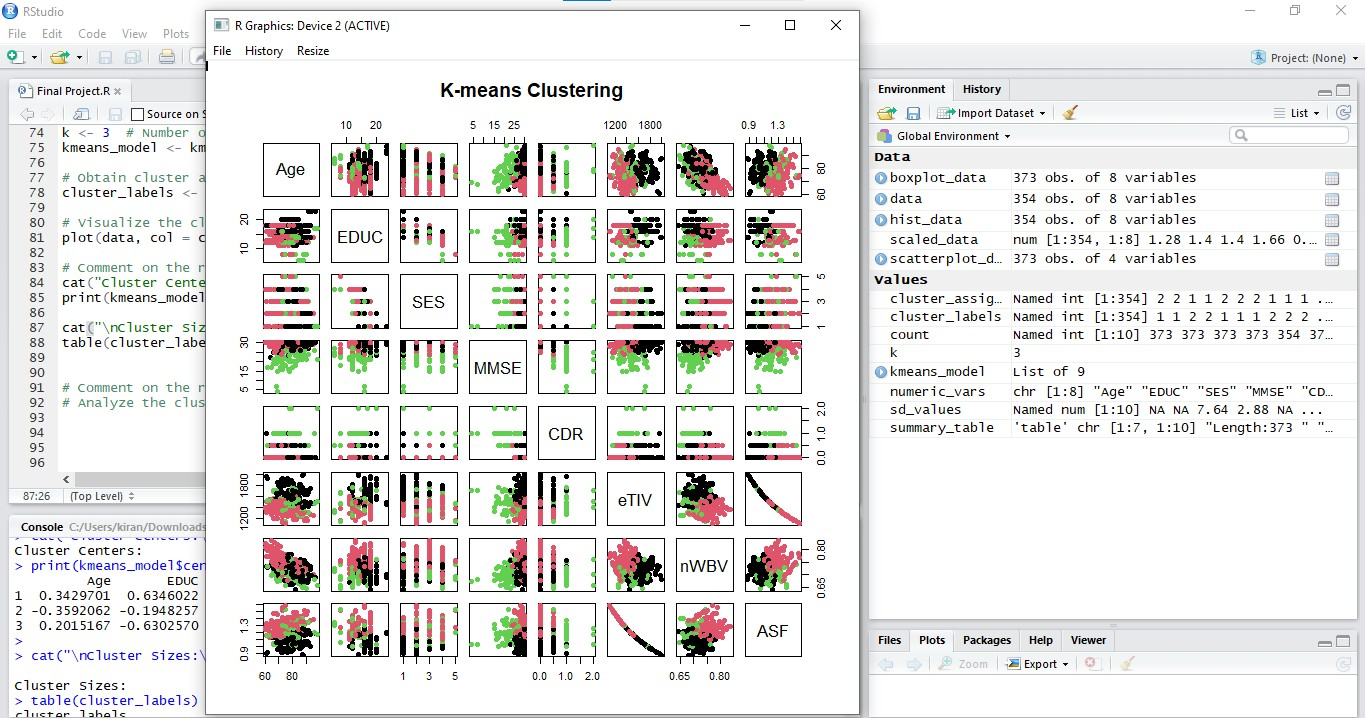 RStudio
File Edit Code View Plots
Project: (None)
Final Project.R
Source on S
74 k <- 3 # Number o
75 kmeans_model <- km
76
77 # Obtain cluster a
78 cluster_labels <-
79
80 # Visualize the cl
81 plot(data, col = c
82
83 # Comment on the r
84 cat("Cluster Cente
85 print(kmeans_model
86
87 cat("\nCluster Siz
88 table(cluster_labe
89
90
91 # Comment on the r
92 # Analyze the clus
93
94
95
96
87:26 (Top Level)
Console C:/Users/kiran/Downloads
> cat("Cluster Centers:\
Cluster Centers:
> print(kmeans_model$cen
Age EDUC
1 0.3429701 0.6346022
2 -0.3592062 -0.1948257
3 0.2015167 -0.6302570
>
> cat("\nCluster Sizes:\
Cluster Sizes:
> table(cluster_labels)
cluster_labels
R Graphics: Device 2 (ACTIVE)
File History Resize
K-means Clustering
10 20 5 15 25 1200 1800 0.9 1.3
Age
60 80
EDUC
10 20
SES
1 3 5
MMSE
5 15 30
CDR
0.0 1.0 2.0
eTIV
1200 1800
nWBV
0.65 0.80
ASF
0.9 1.3
60 80 1 3 5 0.0 1.0 2.0 0.65 0.80
Environment History
Import Dataset List
Global Environment
Data
boxplot_data 373 obs. of 8 variables
data 354 obs. of 8 variables
hist_data 354 obs. of 8 variables
scaled_data num [1:354, 1:8] 1.28 1.4 1.4 1.66 0...
scatterplot_d… 373 obs. of 4 variables
Values
cluster_assig… Named int [1:354] 2 2 1 1 2 2 2 1 1 1 ...
cluster_labels Named int [1:354] 1 1 2 2 1 1 1 2 2 2 ...
count Named int [1:10] 373 373 373 373 354 37…
k 3
kmeans_model List of 9
numeric_vars chr [1:8] "Age" "EDUC" "SES" "MMSE" "CD…
sd_values Named num [1:10] NA NA 7.64 2.88 NA ...
summary_table 'table' chr [1:7, 1:10] "Length:373 " "…
Files Plots Packages Help Viewer
Zoom Export